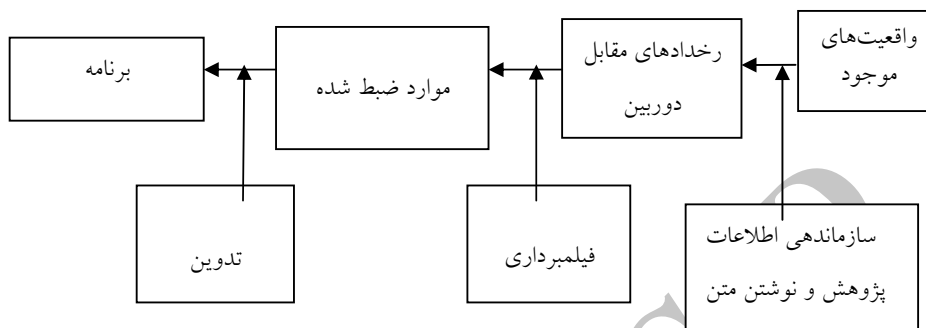 واقعیت‌های
موجود
رخدادهای مقابل
دوربین
موارد ضبط شده
برنامه
سازماندهی اطلاعات
پژوهش و نوشتن متن
فیلمبرداری
تدوین